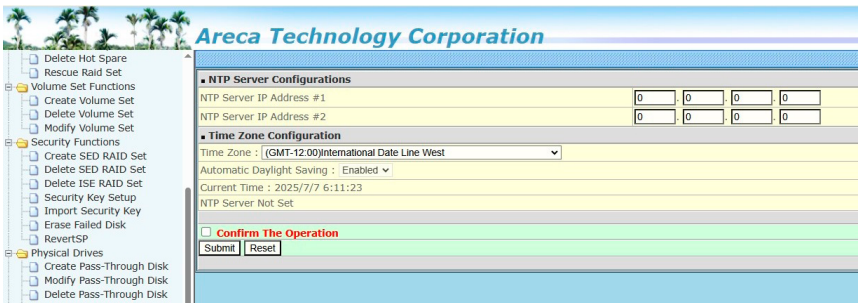 Areca Technology Corporation
Delete Hot Spare
Rescue Raid Set
Volume Set Functions
Create Volume Set
Delete Volume Set
Modify Volume Set
Security Functions
Create SED RAID Set
Delete SED RAID Set
Delete ISE RAID Set
Security Key Setup
Import Security Key
Erase Failed Disk
RevertSP
Physical Drives
Create Pass-Through Disk
Modify Pass-Through Disk
Delete Pass-Through Disk
NTP Server Configurations
NTP Server IP Address #1 0 . 0 . 0 . 0
NTP Server IP Address #2 0 . 0 . 0 . 0
Time Zone Configuration
Time Zone : (GMT-12:00)International Date Line West
Automatic Daylight Saving : Enabled
Current Time : 2025/7/7 6:11:23
NTP Server Not Set
Confirm The Operation
Submit Reset